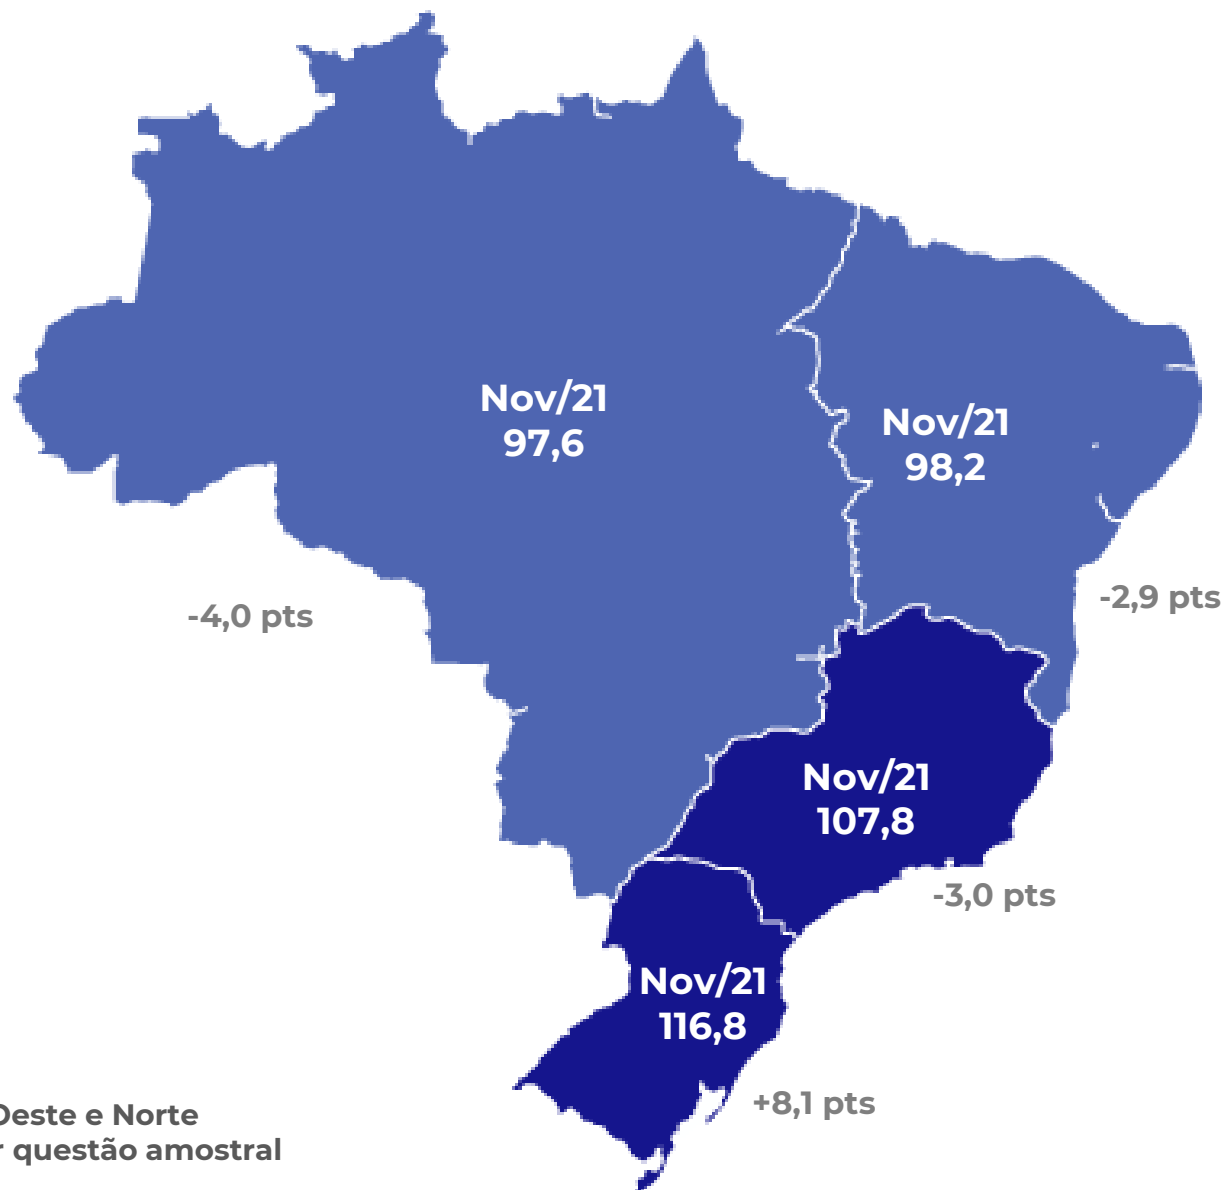 Nov/21
97,6
Nov/21
98,2
-4,0 pts
-2,9 pts
Nov/21
107,8
-3,0 pts
Nov/21
116,8
+8,1 pts
Oeste e Norte
questão amostral